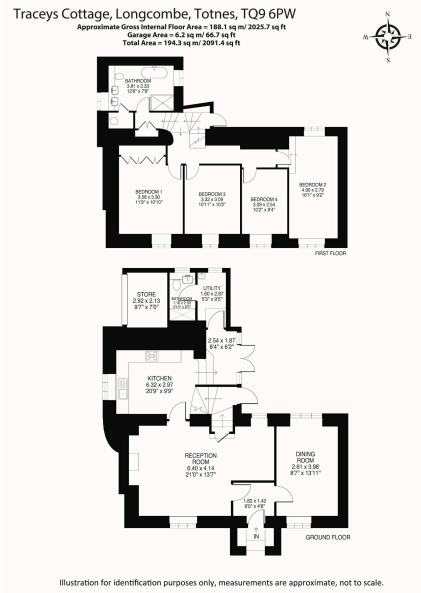 Traceys Cottage, Longcombe, Totnes, TQ9 6PW
Approximate Gross Internal Floor Area = 188.1 sq m/ 2025.7 sq ft
Garage Area = 6.2 sq m/ 66.7 sq ft
Total Area = 194.3 sq m/ 2091.4 sq ft
N
W
E
S
BATHROOM
3.81 x 2.33
12'6" x 7'8"
BEDROOM 1
3.56 x 3.30
11'9" x 10'10"
BEDROOM 3
3.32 x 3.09
10'11" x 10'2"
BEDROOM 4
3.09 x 2.54
10'2" x 8'4"
BEDROOM 2
4.90 x 2.79
16'1" x 9'2"
FIRST FLOOR
STORE
2.92 x 2.13
9'7" x 7'0"
BATHROOM
UTILITY
1.60 x 2.87
5'3" x 9'5"
2.54 x 1.87
8'4" x 6'2"
KITCHEN
6.32 x 2.97
20'9" x 9'9"
RECEPTION
ROOM
6.40 x 4.14
21'0" x 13'7"
DINING
ROOM
2.61 x 3.98
8'7" x 13'11"
1.82 x 1.42
6'0" x 4'8"
IN
GROUND FLOOR
Illustration for identification purposes only, measurements are approximate, not to scale.